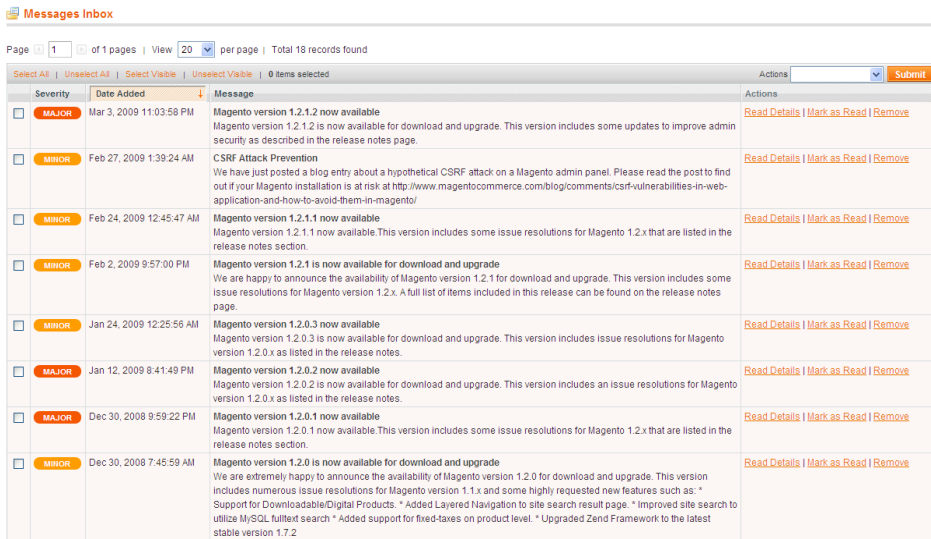 Messages Inbox
Page 1 of 1 pages | View 20 per page | Total 18 records found
Select All | Unselect All | Select Visible | Unselect Visible | 0 items selected Actions Submit
Severity Date Added Message Actions
MAJOR Mar 3, 2009 11:03:58 PM Magento version 1.2.1.2 now available Read Details | Mark as Read | Remove
Magento version 1.2.1.2 is now available for download and upgrade. This version includes some updates to improve admin
security as described in the release notes page.
MINOR Feb 27, 2009 1:39:24 AM CSRF Attack Prevention Read Details | Mark as Read | Remove
We have just posted a blog entry about a hypothetical CSRF attack on a Magento admin panel. Please read the post to find
out if your Magento installation is at risk at http://www.magentocommerce.com/blog/comments/csrf-vulnerabilities-in-web-
application-and-how-to-avoid-them-in-magento/
MINOR Feb 24, 2009 12:45:47 AM Magento version 1.2.1.1 now available Read Details | Mark as Read | Remove
Magento version 1.2.1.1 now available.This version includes some issue resolutions for Magento 1.2.x that are listed in the
release notes section.
MINOR Feb 2, 2009 9:57:00 PM Magento version 1.2.1 is now available for download and upgrade Read Details | Mark as Read | Remove
We are happy to announce the availability of Magento version 1.2.1 for download and upgrade. This version includes some
issue resolutions for Magento version 1.2.x. A full list of items included in this release can be found on the release notes
page.
MINOR Jan 24, 2009 12:25:56 AM Magento version 1.2.0.3 now available Read Details | Mark as Read | Remove
Magento version 1.2.0.3 is now available for download and upgrade. This version includes issue resolutions for Magento
version 1.2.0.x as listed in the release notes.
MAJOR Jan 12, 2009 8:41:49 PM Magento version 1.2.0.2 now available Read Details | Mark as Read | Remove
Magento version 1.2.0.2 is now available for download and upgrade. This version includes an issue resolutions for Magento
version 1.2.0.x as listed in the release notes.
MAJOR Dec 30, 2008 9:59:22 PM Magento version 1.2.0.1 now available Read Details | Mark as Read | Remove
Magento version 1.2.0.1 now available.This version includes some issue resolutions for Magento 1.2.x that are listed in the
release notes section.
MINOR Dec 30, 2008 7:45:59 AM Magento version 1.2.0 is now available for download and upgrade Read Details | Mark as Read | Remove
We are extremely happy to announce the availability of Magento version 1.2.0 for download and upgrade. This version
includes numerous issue resolutions for Magento version 1.1.x and some highly requested new features such as: *
Support for Downloadable/Digital Products. * Added Layered Navigation to site search result page. * Improved site search to
utilize MySQL fulltext search * Added support for fixed-taxes on product level. * Upgraded Zend Framework to the latest
stable version 1.7.2